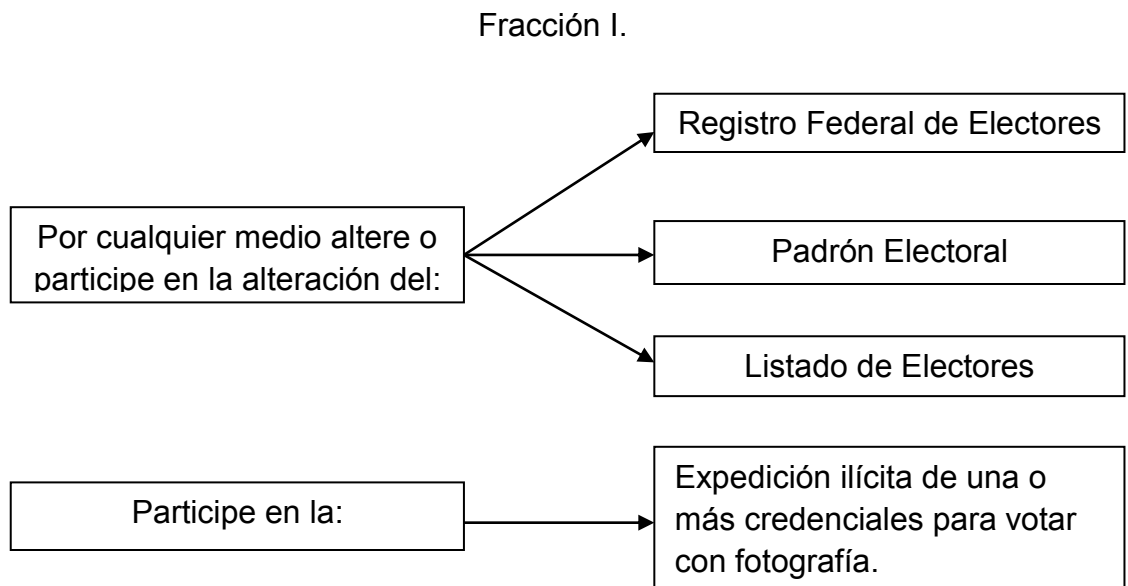 Fracción I.
Registro Federal de Electores
Por cualquier medio altere o
participe en la alteración del:
Padrón Electoral
Listado de Electores
Participe en la:
Expedición ilícita de una o
más credenciales para votar
con fotografía.